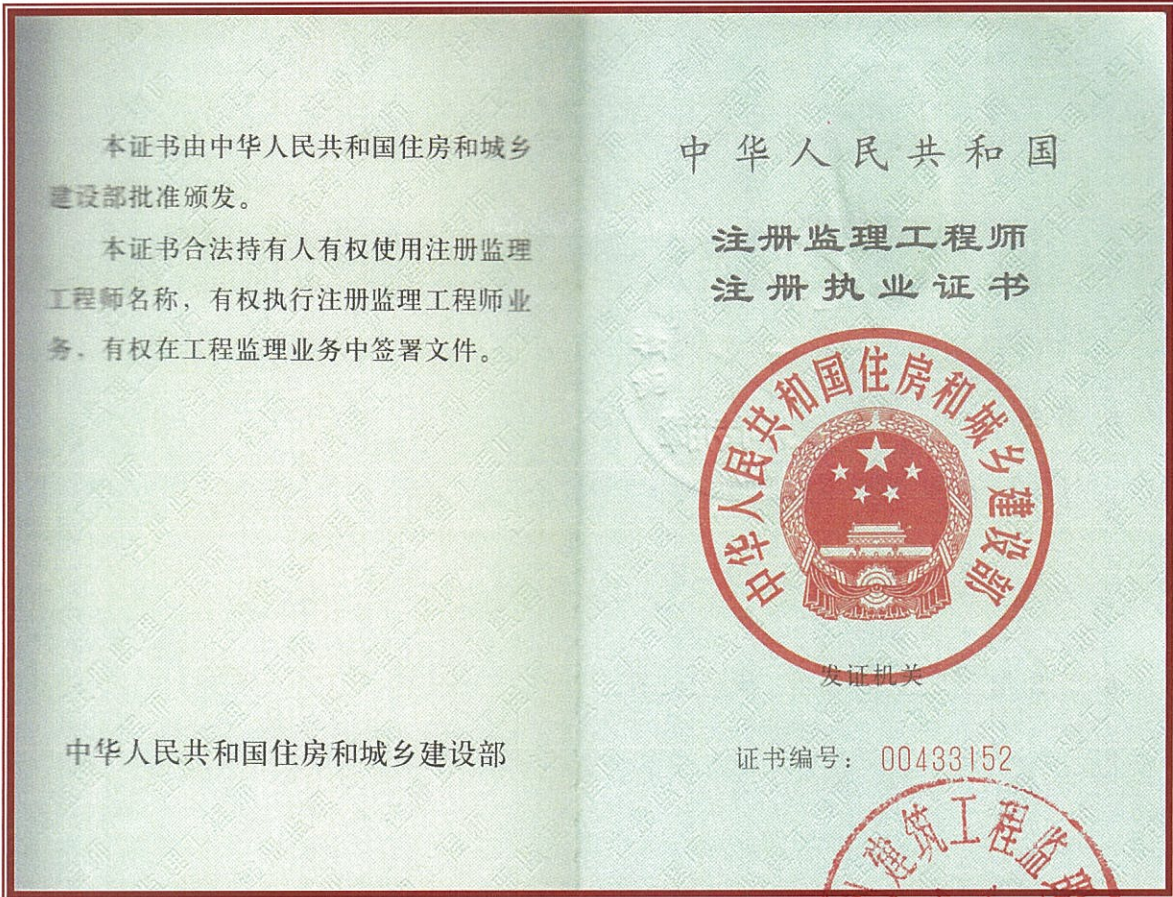 本证书由中华人民共和国住房和城乡
建设部批准颁发。
本证书合法持有人有权使用注册监理
工程师名称，有权执行注册监理工程师业
务，有权在工程监理业务中签署文件。
中华人民共和国住房和城乡建设部
中华人民共和国
注册监理工程师
注册执业证书
中华人民共和国住房和城乡建设部
发证机关
证书编号： 00433152
建筑工程监理